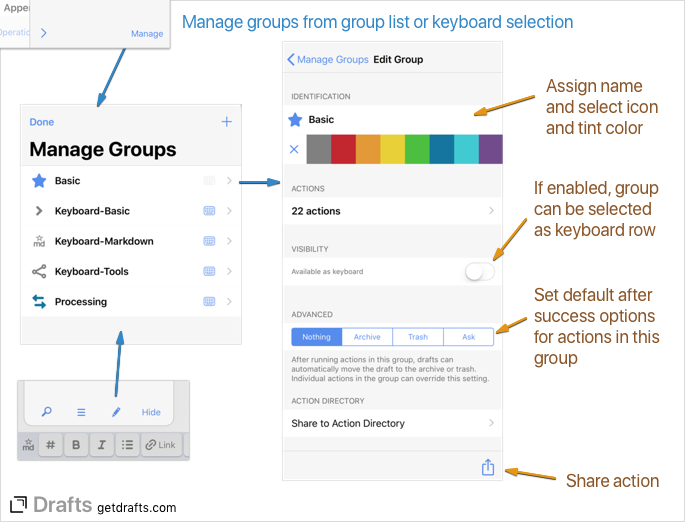 Manage groups from group list or keyboard selection
Manage
Done
+
Manage Groups
Basic
Keyboard-Basic
md
Keyboard-Markdown
Keyboard-Tools
Processing
Hide
md
#
B
I
Link
Manage Groups
Edit Group
IDENTIFICATION
Basic
ACTIONS
22 actions
VISIBILITY
Available as keyboard
ADVANCED
Nothing
Archive
Trash
Ask
After running actions in this group, drafts can
automatically move the draft to the archive or trash.
Individual actions in the group can override this setting.
ACTION DIRECTORY
Share to Action Directory
Assign name
and select icon
and tint color
If enabled, group
can be selected
as keyboard row
Set default after
success options
for actions in this
group
Share action
Drafts getdrafts.com